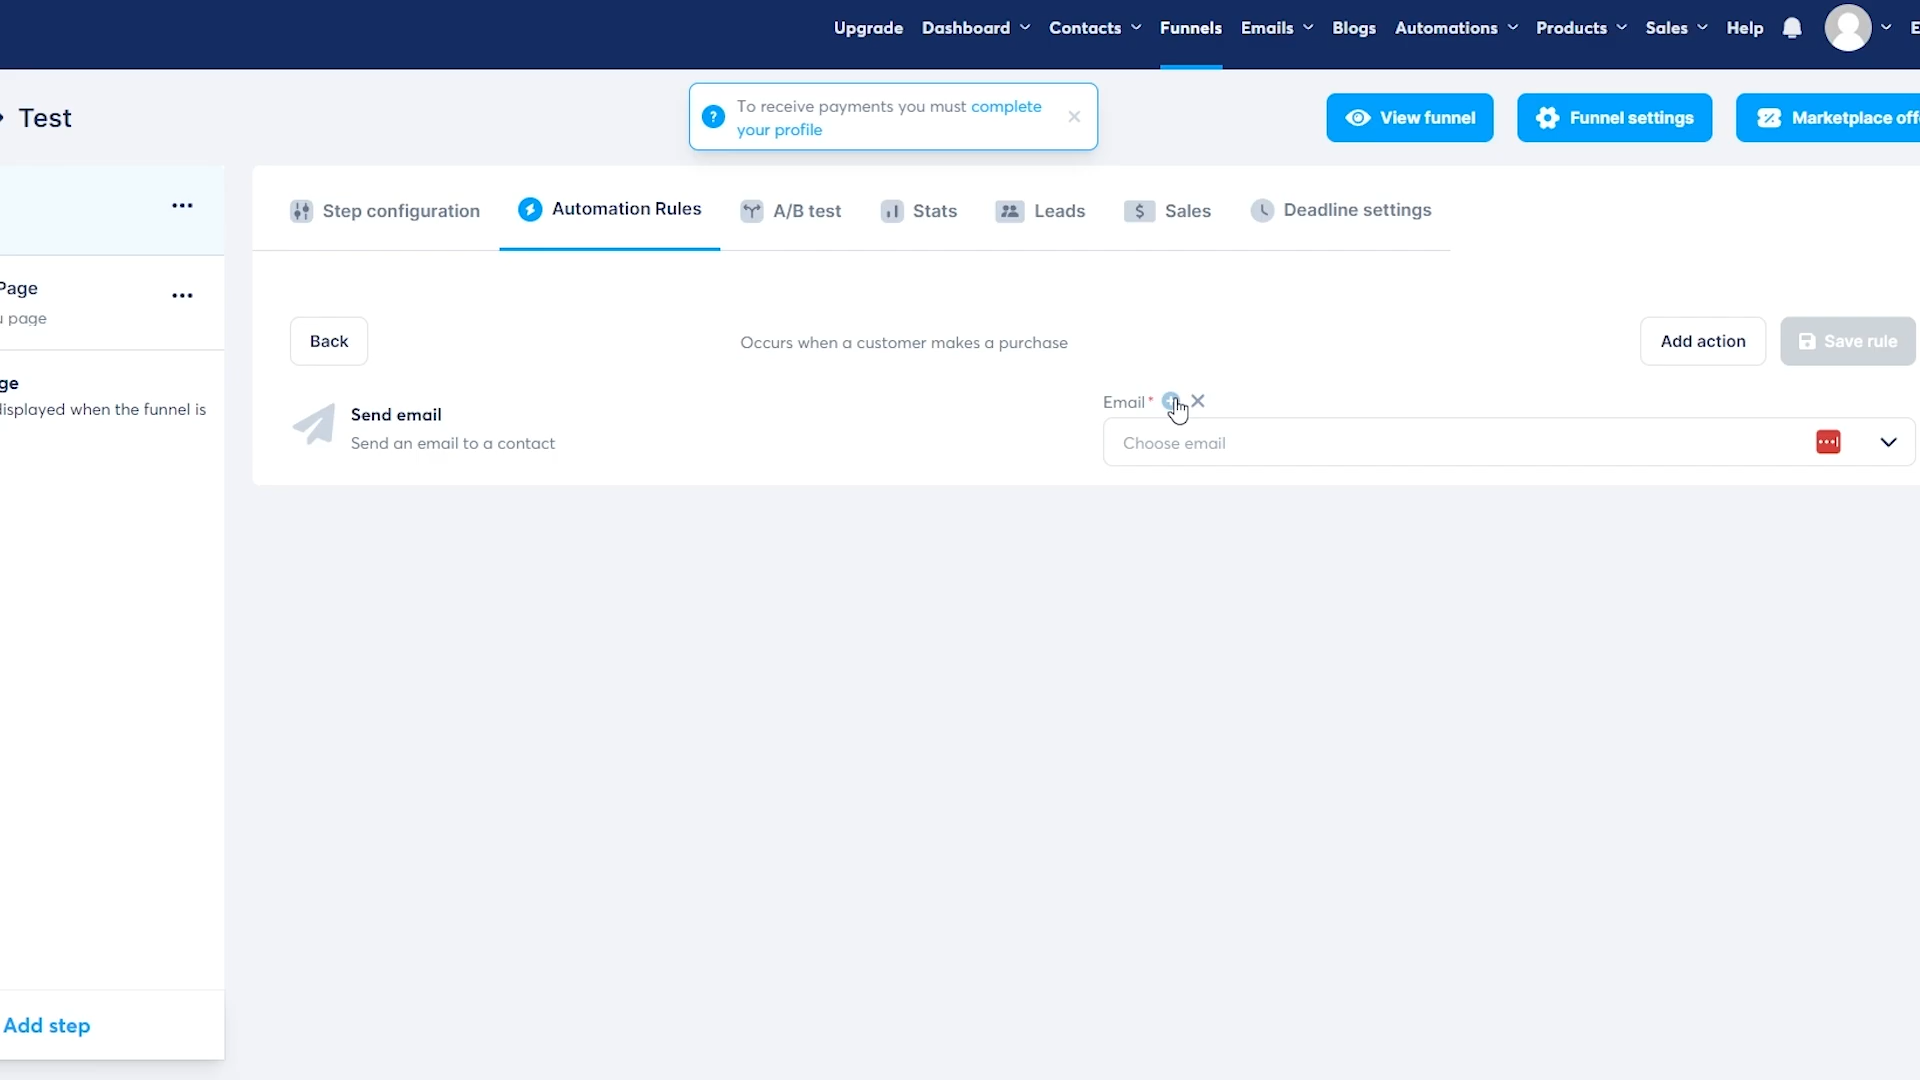 Upgrade Dashboard Contacts Funnels Emails Blogs Automations Products Sales Help
Test
To receive payments you must complete
your profile
View funnel
Funnel settings
Marketplace off
Step configuration
Automation Rules
A/B test
Stats
Leads
Sales
Deadline settings
Page
page
ge
displayed when the funnel is
Back
Occurs when a customer makes a purchase
Add action
Save rule
Send email
Send an email to a contact
Email*
Choose email
Add step